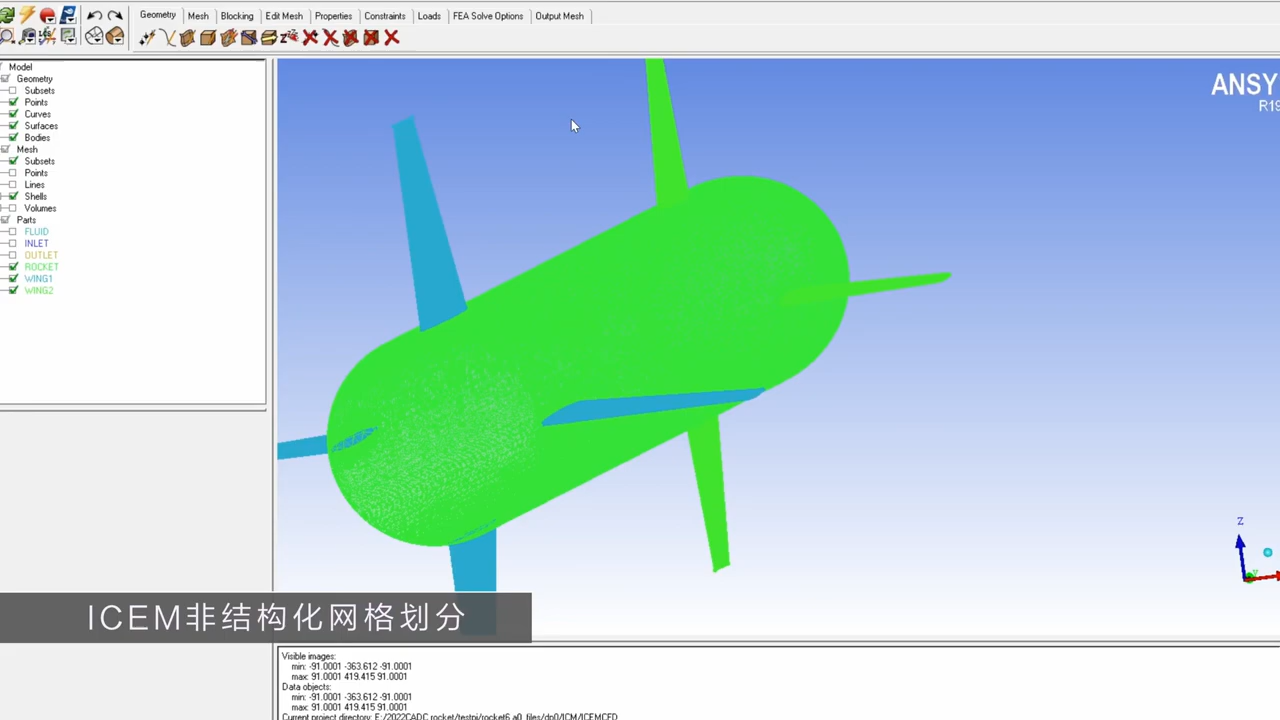 Geometry Mesh Blocking Edit Mesh Properties Constraints Loads FEA Solve Options Output Mesh
Model
Geometry
Subsets
Points
Curves
Surfaces
Bodies
Mesh
Subsets
Points
Lines
Shells
Volumes
Parts
FLUID
INLET
OUTLET
ROCKET
WING1
WING2
ANSY
R19
Z
Y
ICEM非结构化网格划分
Visible images:
min: -91.0001 -363.612 -91.0001
max: 91.0001 419.415 91.0001
Data objects:
min: -91.0001 -363.612 -91.0001
max: 91.0001 419.415 91.0001
Current project directory: E:/2022CADC_rocket/testpj/rocket6_a0_files/dp0/ICM/ICEMCFD